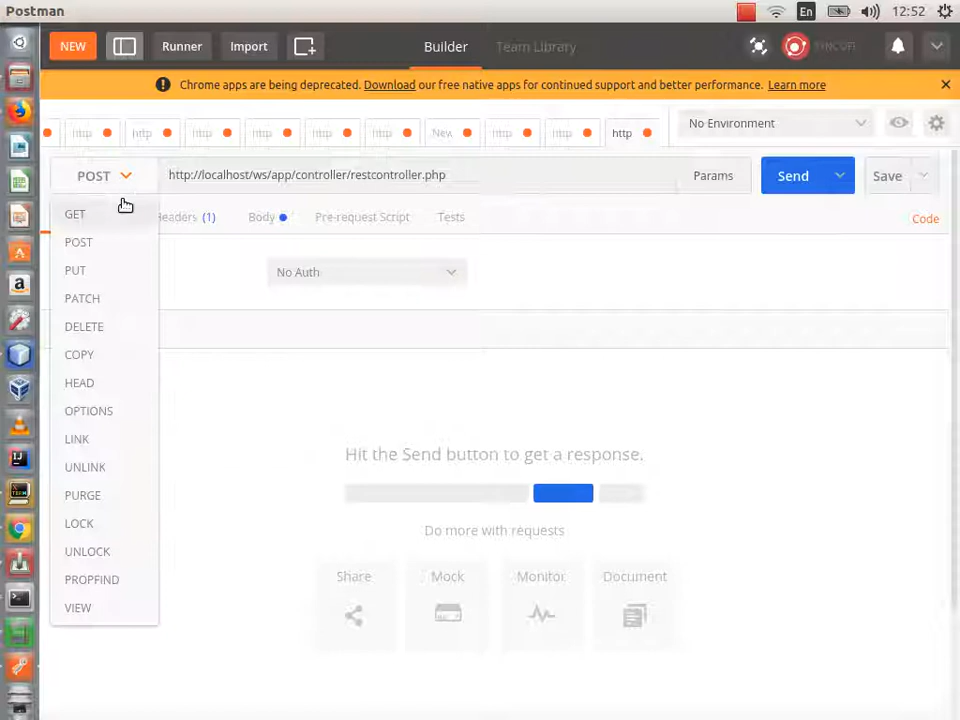 Postman
En
12:52
NEW
Runner
Import
Builder
Team Library
SYNC OFF
Chrome apps are being deprecated. Download our free native apps for continued support and better performance. Learn more
http
http
http
http
http
http
New
http
http
http
No Environment
POST
http://localhost/ws/app/controller/restcontroller.php
Params
Send
Save
Headers (1)
Body
Pre-request Script
Tests
Code
GET
POST
PUT
PATCH
DELETE
COPY
HEAD
OPTIONS
LINK
UNLINK
PURGE
LOCK
UNLOCK
PROPFIND
VIEW
No Auth
Hit the Send button to get a response.
Do more with requests
Share
Mock
Monitor
Document